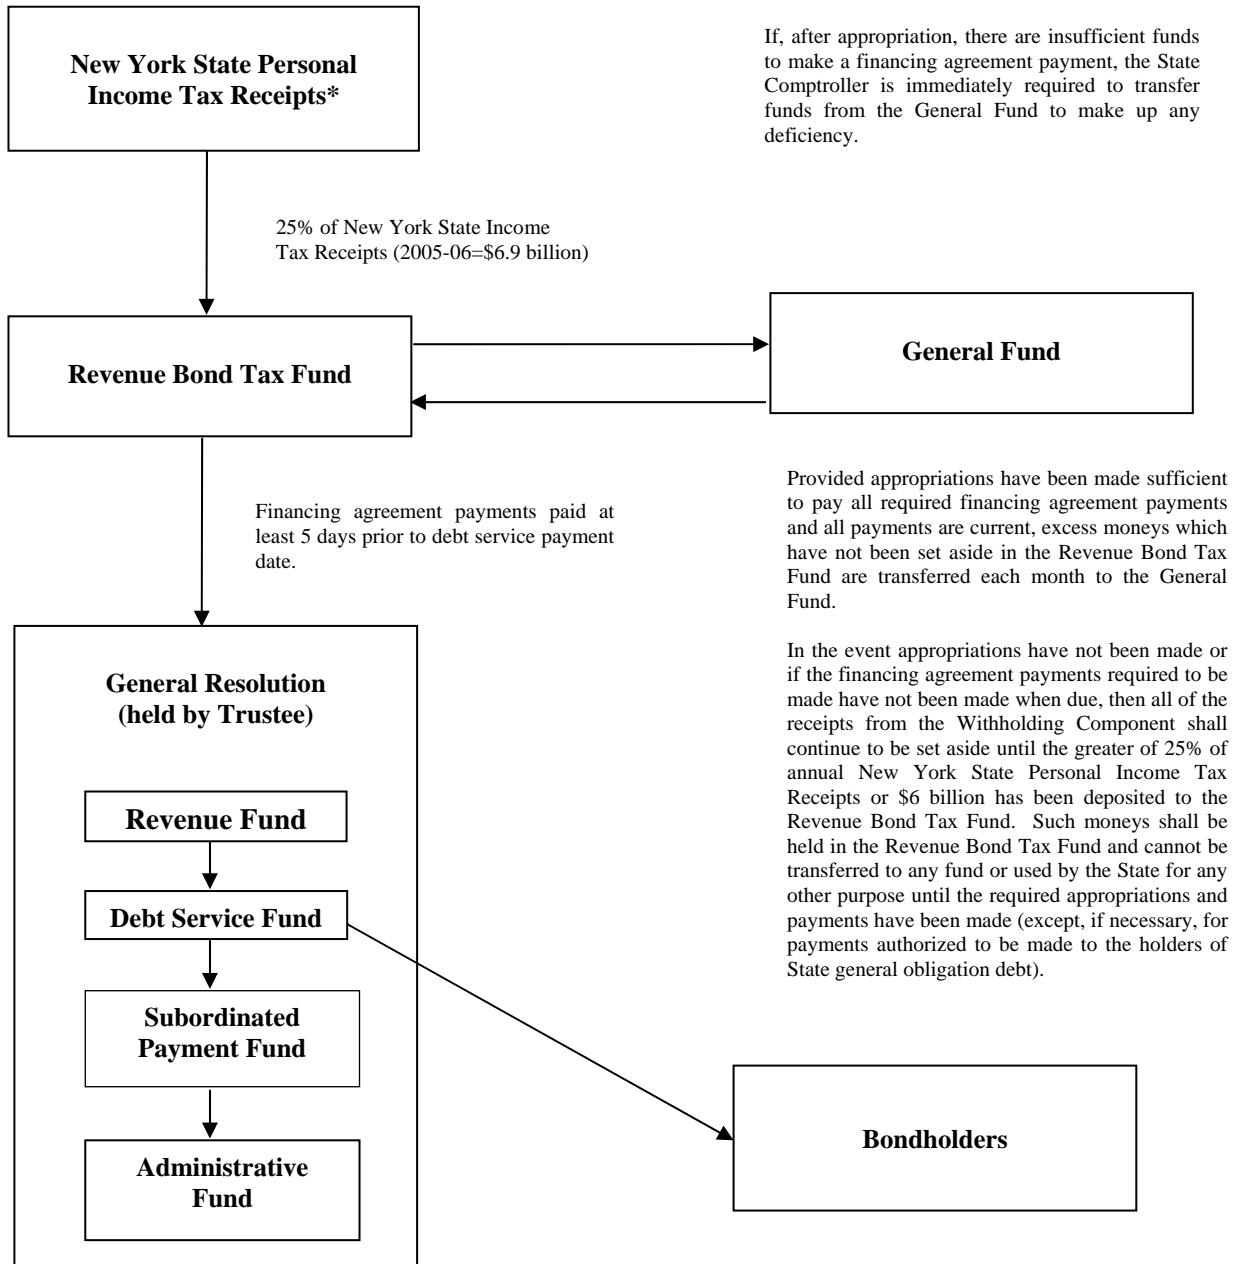 New York State Personal
Income Tax Receipts*
If, after appropriation, there are insufficient funds
to make a financing agreement payment, the State
Comptroller is immediately required to transfer
funds from the General Fund to make up any
deficiency.
25% of New York State Income
Tax Receipts (2005-06=$6.9 billion)
Revenue Bond Tax Fund
General Fund
Financing agreement payments paid at
least 5 days prior to debt service payment
date.
Provided appropriations have been made sufficient
to pay all required financing agreement payments
and all payments are current, excess moneys which
have not been set aside in the Revenue Bond Tax
Fund are transferred each month to the General
Fund.
In the event appropriations have not been made or
if the financing agreement payments required to be
made have not been made when due, then all of the
receipts from the Withholding Component shall
continue to be set aside until the greater of 25% of
annual New York State Personal Income Tax
Receipts or $6 billion has been deposited to the
Revenue Bond Tax Fund. Such moneys shall be
held in the Revenue Bond Tax Fund and cannot be
transferred to any fund or used by the State for any
other purpose until the required appropriations and
payments have been made (except, if necessary, for
payments authorized to be made to the holders of
State general obligation debt).
General Resolution
(held by Trustee)
Revenue Fund
Debt Service Fund
Subordinated
Payment Fund
Administrative
Fund
Bondholders